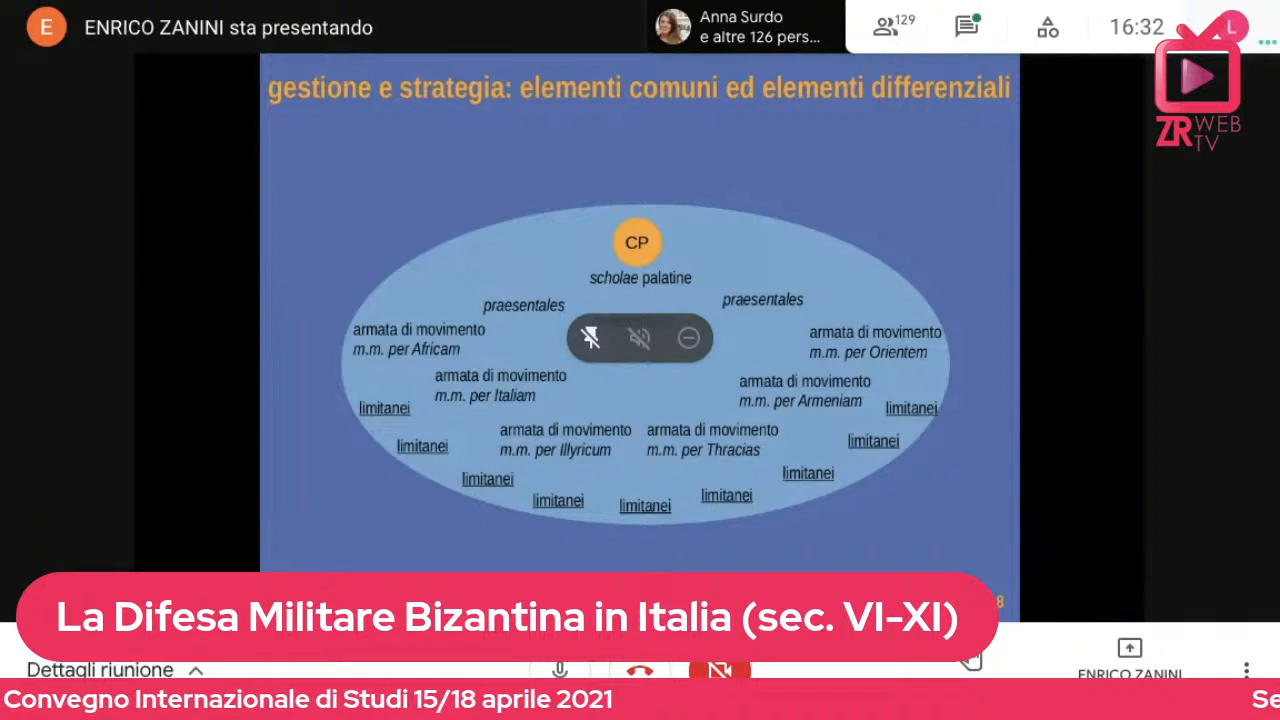 E
ENRICO ZANINI sta presentando
Anna Surdo
e altre 126 pers...
129
16:32
L
ZR WEB TV
gestione e strategia: elementi comuni ed elementi differenziali
CP
scholae palatine
praesentales
praesentales
armata di movimento
m.m. per Africam
armata di movimento
m.m. per Orientem
armata di movimento
m.m. per Italiam
armata di movimento
m.m. per Armeniam
limitanei
limitanei
armata di movimento
m.m. per Illyricum
armata di movimento
m.m. per Thracias
limitanei
limitanei
limitanei
limitanei
limitanei
limitanei
limitanei
8
La Difesa Militare Bizantina in Italia (sec. VI-XI)
Dettagli riunione
ENRICO ZANINI
Convegno Internazionale di Studi 15/18 aprile 2021
Se